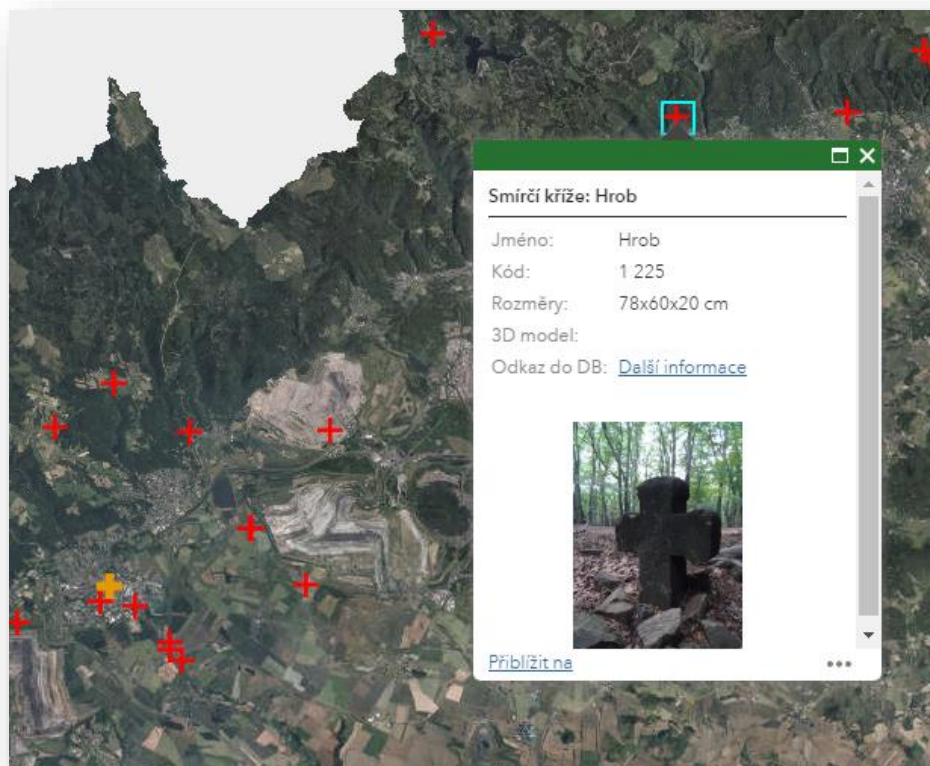 Smírčí kříže: Hrob
Jméno: Hrob
Kód: 1 225
Rozměry: 78x60x20 cm
3D model:
Odkaz do DB: Další informace
Přiblížit na